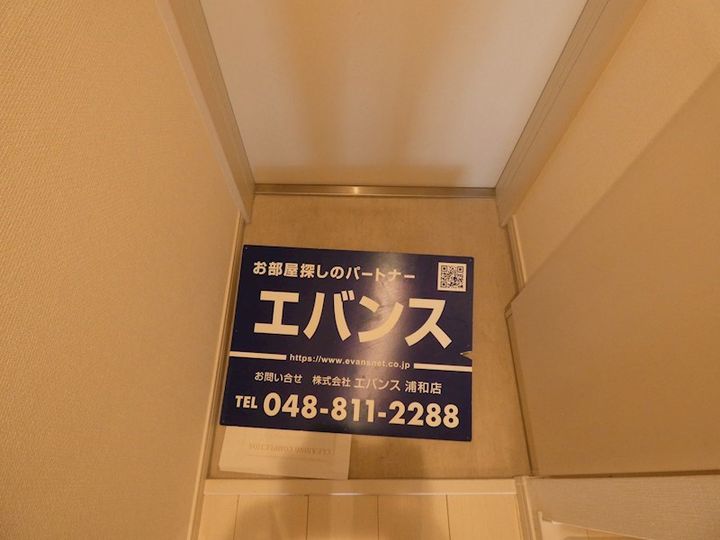 お部屋探しのパートナー
エバンス
https://www.evansnet.co.jp
お問い合せ 株式会社 エバンス 浦和店
TEL 048-811-2288
CLEANING COMPLETED